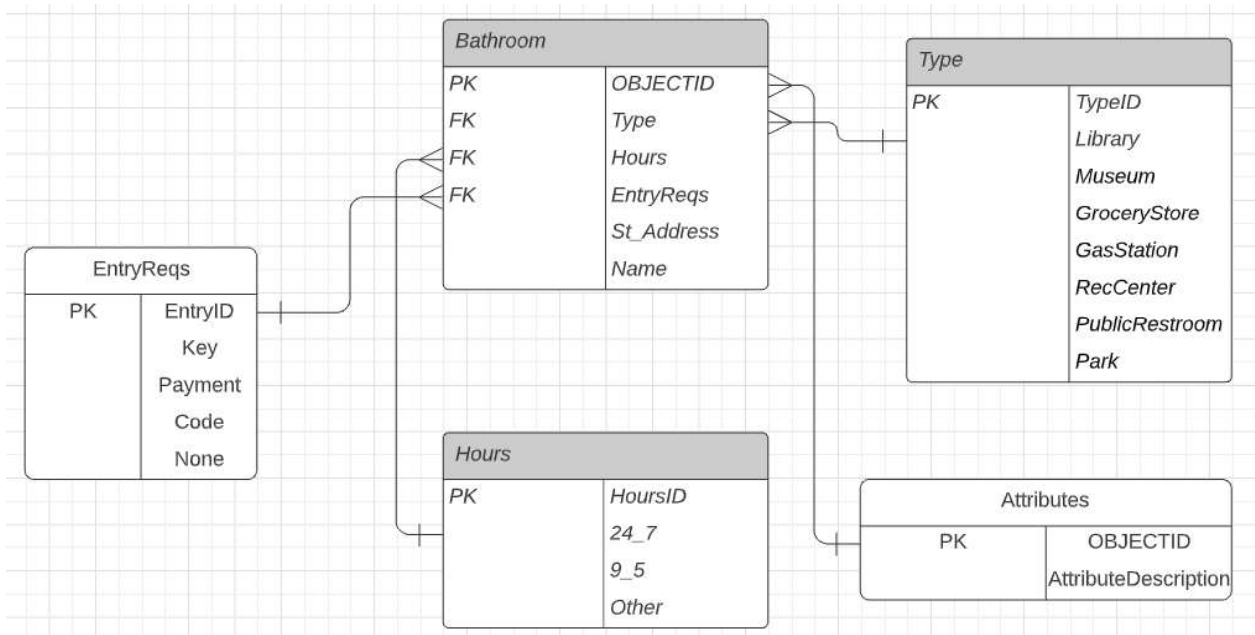 Bathroom
PK OBJECTID
FK Type
FK Hours
FK EntryReqs
St_Address
Name
Type
PK TypeID
Library
Museum
GroceryStore
GasStation
RecCenter
PublicRestroom
Park
EntryReqs
PK EntryID
Key
Payment
Code
None
Hours
PK HoursID
24_7
9_5
Other
Attributes
PK OBJECTID
AttributeDescription